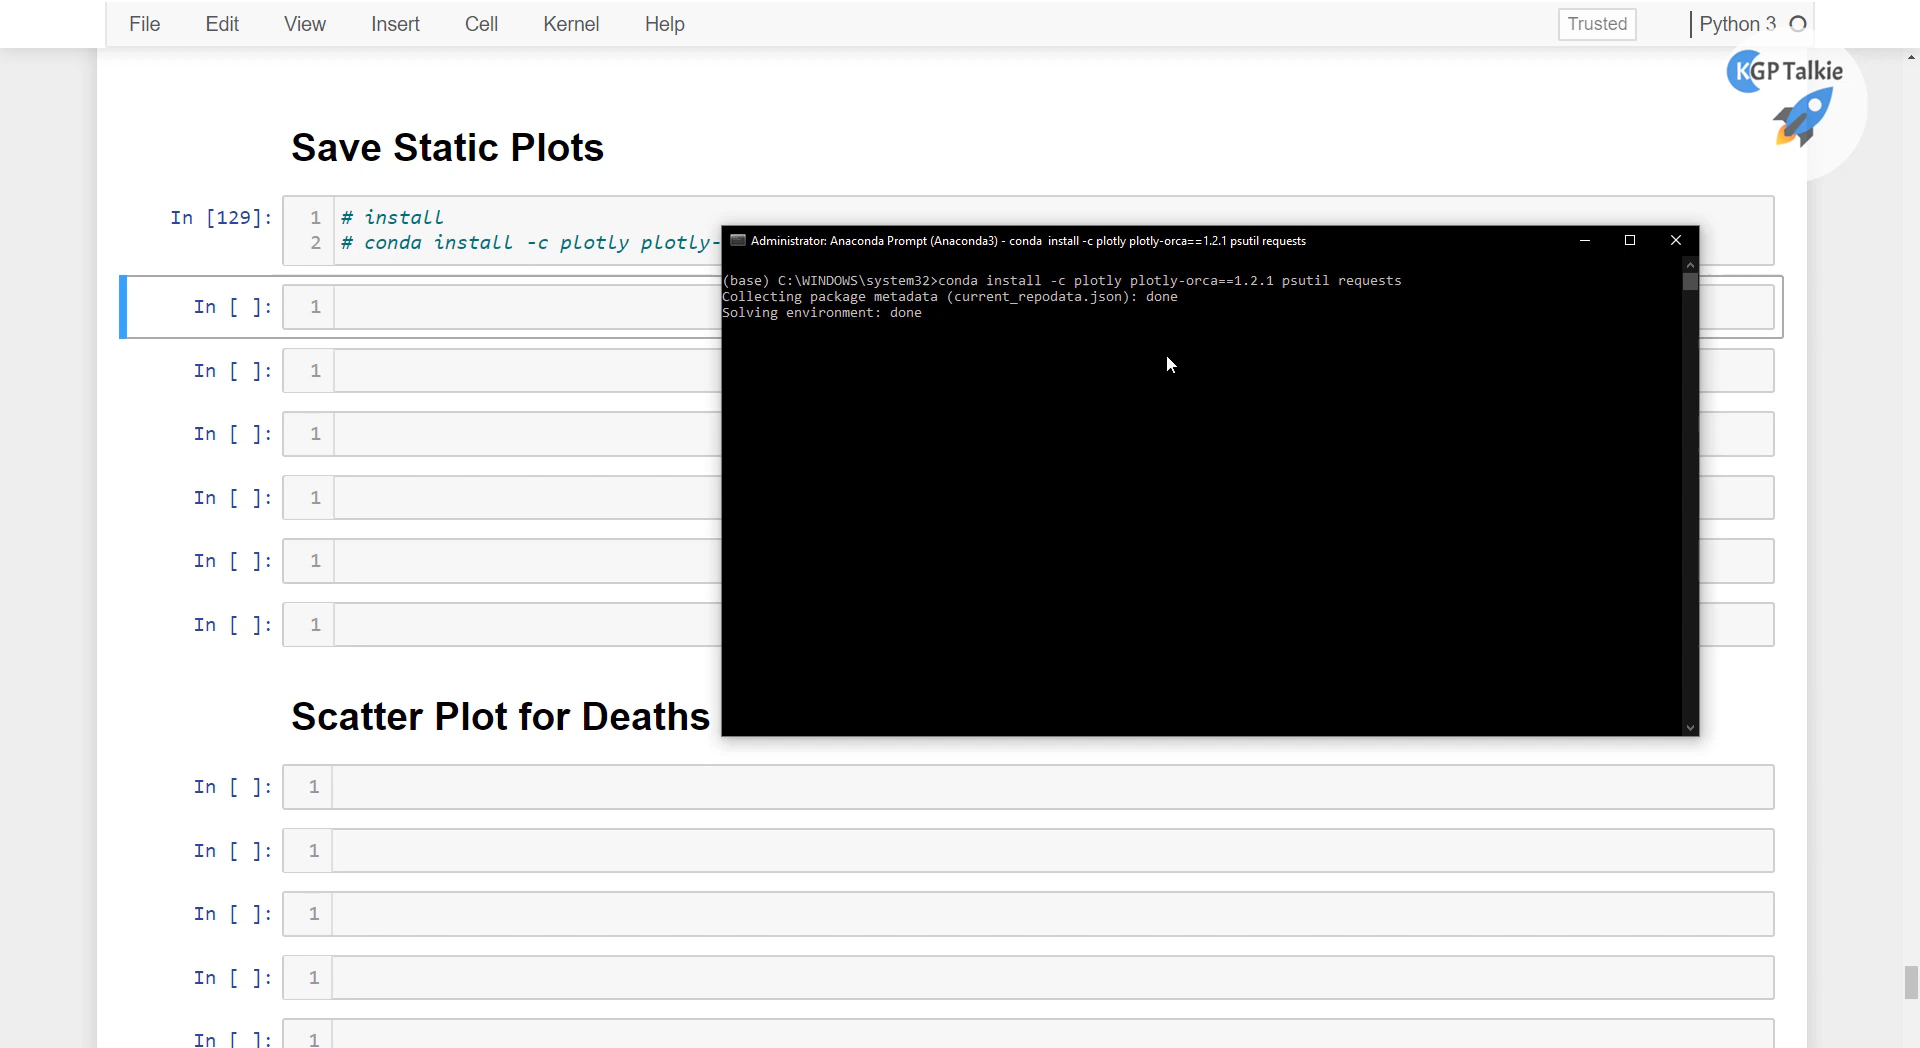 File Edit View Insert Cell Kernel Help Trusted Python 3
KGP Talkie
Save Static Plots
In [129]:
1 # install
2 # conda install -c plotly plotly-
Administrator: Anaconda Prompt (Anaconda3) - conda install -c plotly plotly-orca==1.2.1 psutil requests
(base) C:\WINDOWS\system32>conda install -c plotly plotly-orca==1.2.1 psutil requests
Collecting package metadata (current_repodata.json): done
Solving environment: done
In [ ]: 1
In [ ]: 1
In [ ]: 1
In [ ]: 1
In [ ]: 1
In [ ]: 1
Scatter Plot for Deaths
In [ ]: 1
In [ ]: 1
In [ ]: 1
In [ ]: 1
In [ ]: 1